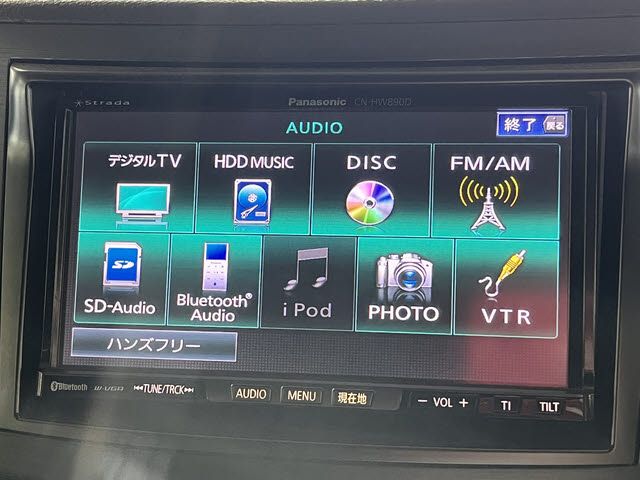 Strada
Panasonic CN-HW890D
AUDIO
終了 戻る
デジタルTV
HDD MUSIC
DISC
FM/AM
SD
SD-Audio
Bluetooth® Audio
iPod
PHOTO
VTR
ハンズフリー
Bluetooth W-VGA TUNE/TRCK AUDIO MENU 現在地 - VOL + TI TILT